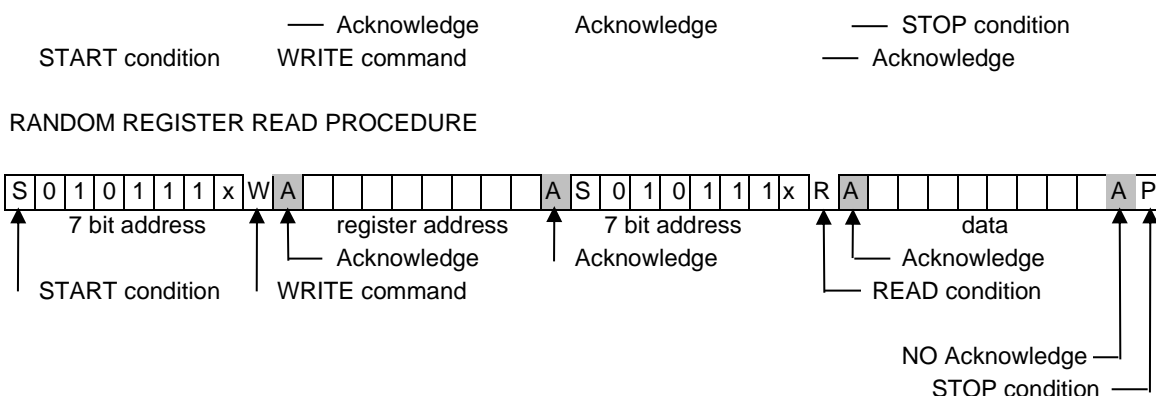 Acknowledge Acknowledge STOP condition
START condition WRITE command Acknowledge
RANDOM REGISTER READ PROCEDURE
S 0 1 0 1 1 1 x W A A S 0 1 0 1 1 1 x R A A P
7 bit address register address 7 bit address data
Acknowledge Acknowledge Acknowledge
START condition WRITE command READ condition
NO Acknowledge
STOP condition